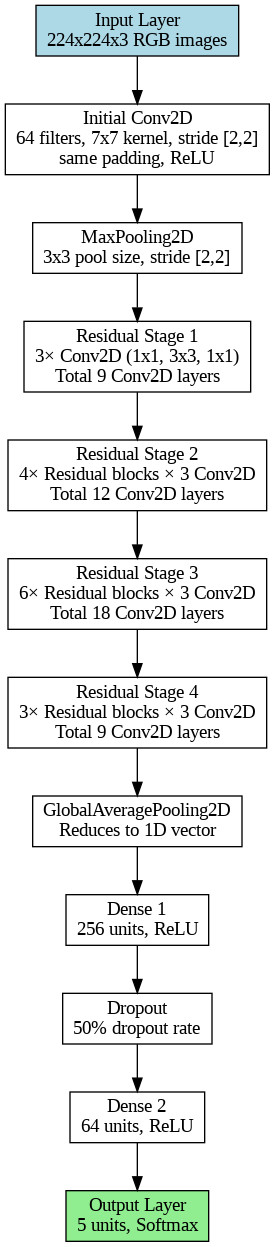 Input Layer
224x224x3 RGB images
Initial Conv2D
64 filters, 7x7 kernel, stride [2,2]
same padding, ReLU
MaxPooling2D
3x3 pool size, stride [2,2]
Residual Stage 1
3× Conv2D (1x1, 3x3, 1x1)
Total 9 Conv2D layers
Residual Stage 2
4× Residual blocks × 3 Conv2D
Total 12 Conv2D layers
Residual Stage 3
6× Residual blocks × 3 Conv2D
Total 18 Conv2D layers
Residual Stage 4
3× Residual blocks × 3 Conv2D
Total 9 Conv2D layers
GlobalAveragePooling2D
Reduces to 1D vector
Dense 1
256 units, ReLU
Dropout
50% dropout rate
Dense 2
64 units, ReLU
Output Layer
5 units, Softmax